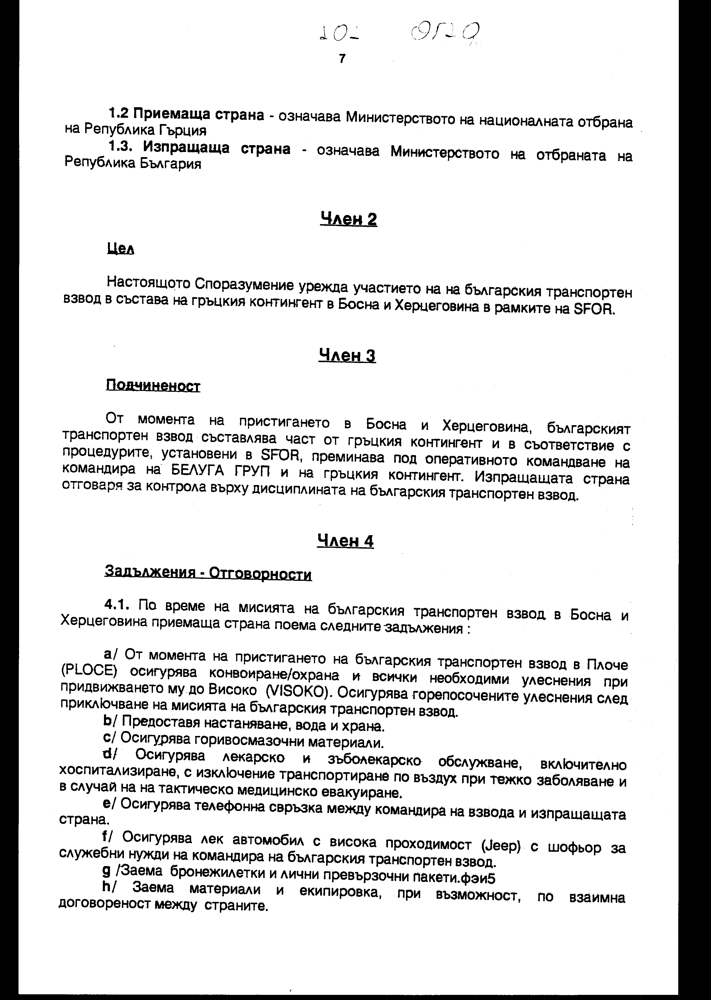 7
1.2 Приемаща страна - означава Министерството на националната отбрана
на Република Гърция
1.3. Изпращаща страна - означава Министерството на отбраната на
Република България
Член 2
Цел
Настоящото Споразумение урежда участието на на българския транспортен
взвод в състава на гръцкия контингент в Босна и Херцеговина в рамките на SFOR.
Член 3
Подчиненост
От момента на пристигането в Босна и Херцеговина, българският
транспортен взвод съставлява част от гръцкия контингент и в съответствие с
процедурите, установени в SFOR, преминава под оперативното командване на
командира на БЕЛУГА ГРУП и на гръцкия контингент. Изпращащата страна
отговаря за контрола върху дисциплината на българския транспортен взвод.
Член 4
Задължения - Отговорности
4.1. По време на мисията на българския транспортен взвод в Босна и
Херцеговина приемаща страна поема следните задължения :
a/ От момента на пристигането на българския транспортен взвод в Плоче
(PLOCE) осигурява конвоиране/охрана и всички необходими улеснения при
придвижването му до Високо (VISOKO). Осигурява горепосочените улеснения след
приключване на мисията на българския транспортен взвод.
b/ Предоставя настаняване, вода и храна.
c/ Осигурява горивосмазочни материали.
d/ Осигурява лекарско и зъболекарско обслужване, включително
хоспитализиране, с изключение транспортиране по въздух при тежко заболяване и
в случай на на тактическо медицинско евакуиране.
e/ Осигурява телефонна свръзка между командира на взвода и изпращащата
страна.
f/ Осигурява лек автомобил с висока проходимост (Jeep) с шофьор за
служебни нужди на командира на българския транспортен взвод.
g /Заема бронежилетки и лични превързочни пакети.фэи5
h/ Заема материали и екипировка, при възможност, по взаимна
договореност между страните.